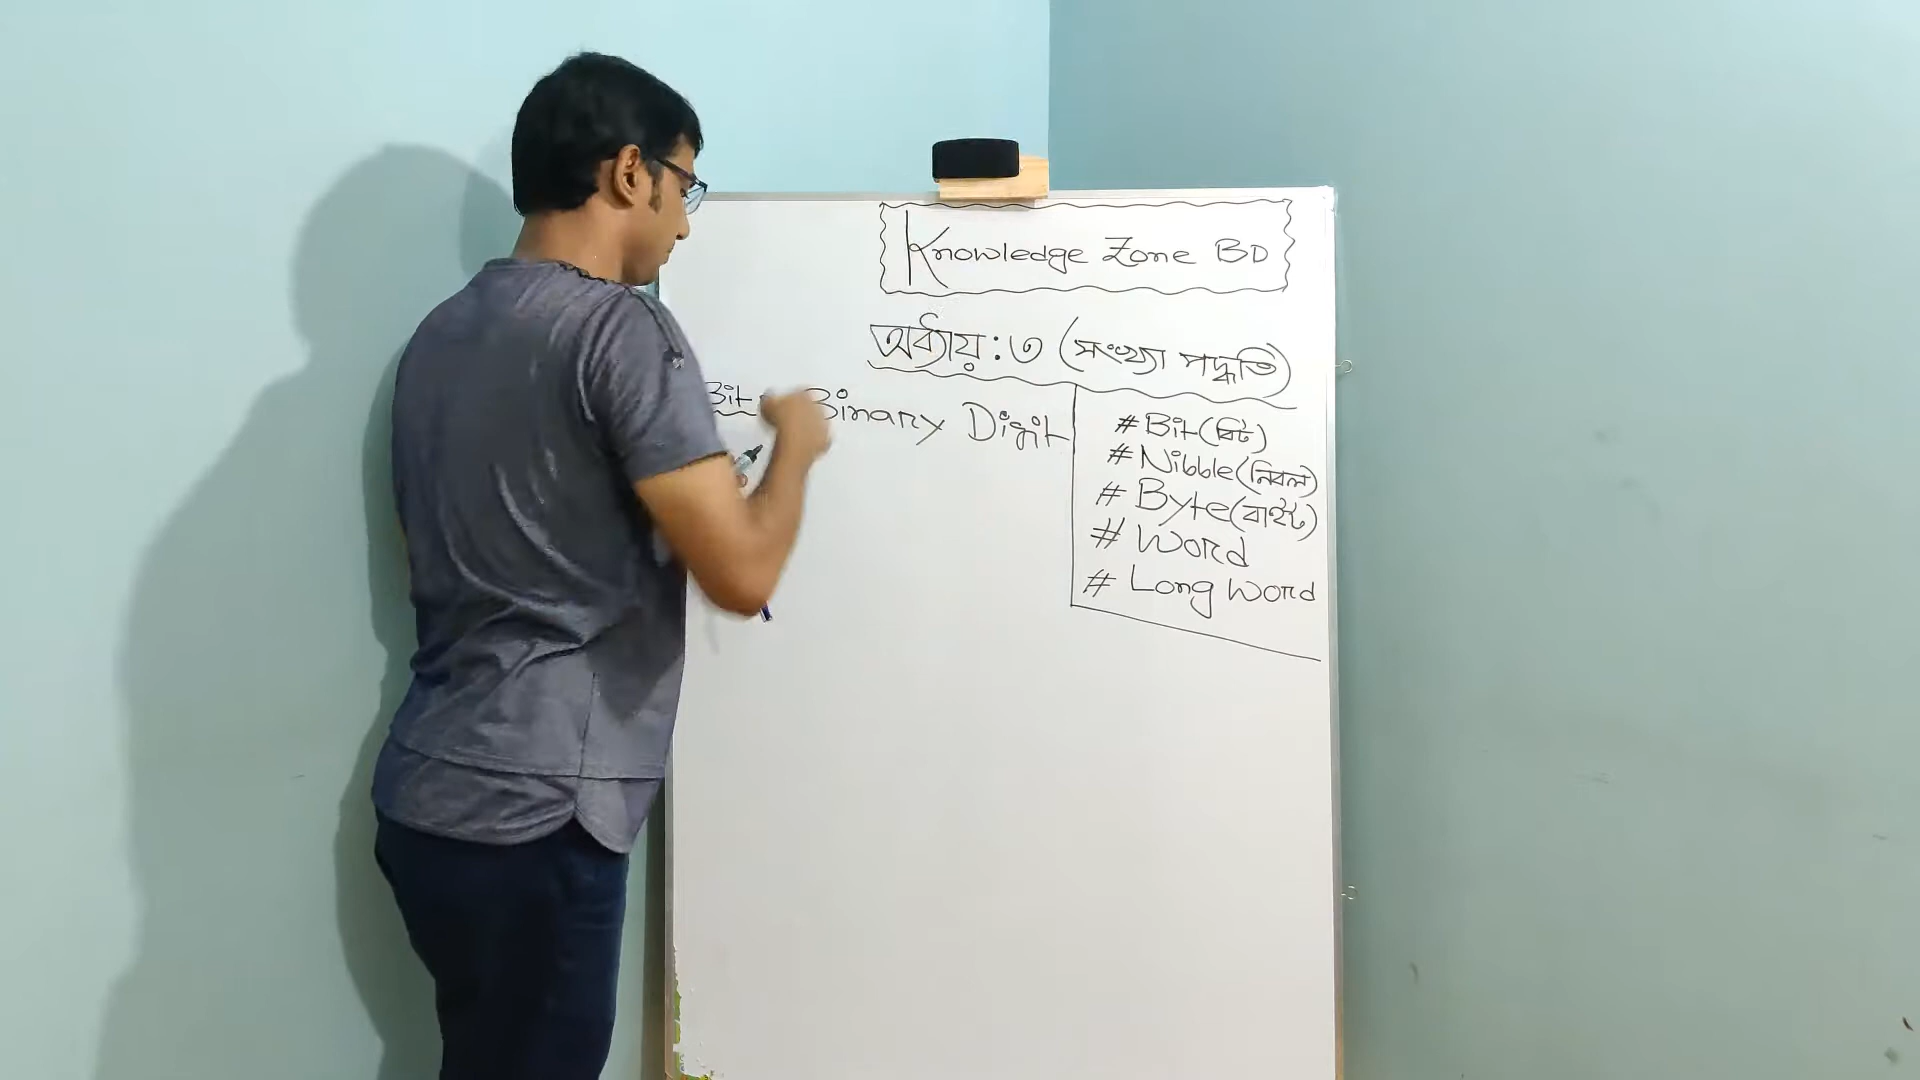 Knowledge Zone BD
অধ্যায়: ৩ (সংখ্যা পদ্ধতি)
Bit Binary Digit
# Bit (বিট)
# Nibble (নিবল)
# Byte (বাইট)
# Word
# Long Word